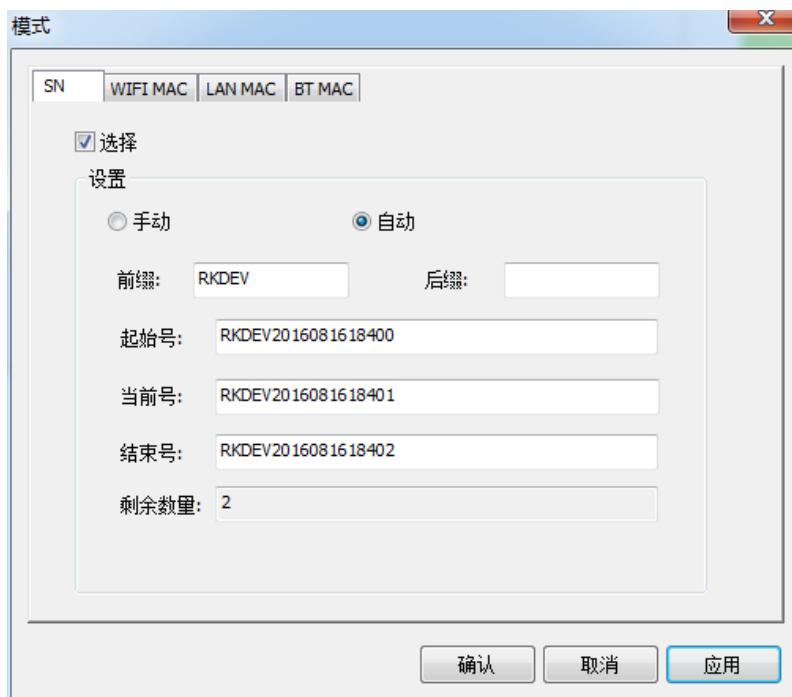 模式
SN WIFI MAC LAN MAC BT MAC
选择
设置
手动 自动
前缀: RKDEV 后缀:
起始号: RKDEV2016081618400
当前号: RKDEV2016081618401
结束号: RKDEV2016081618402
剩余数量: 2
确认 取消 应用